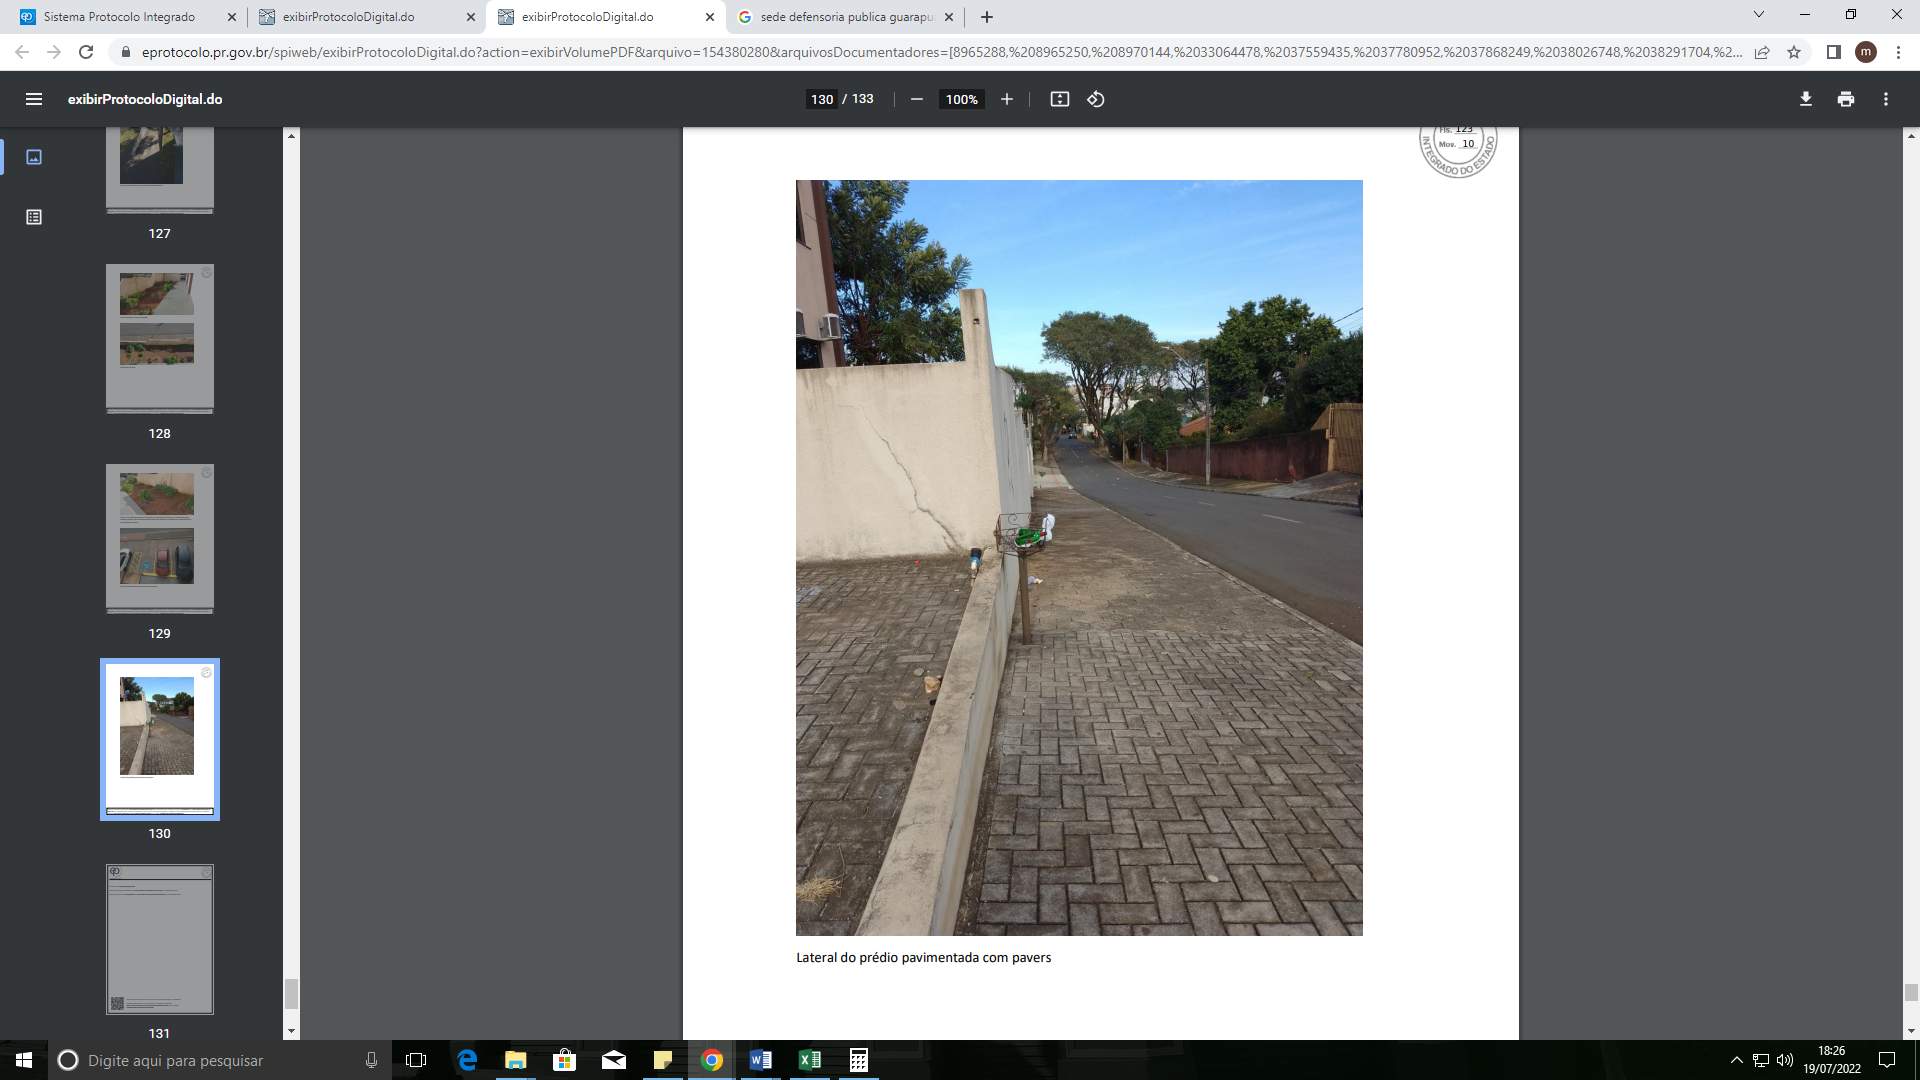 Sistema Protocolo Integrado
exibirProtocoloDigital.do
exibirProtocoloDigital.do
sede defensoria publica guarapu
eprotocolo.pr.gov.br/spiweb/exibirProtocoloDigital.do?action=exibirVolumePDF&arquivo=154380280&arquivosDocumentadores=[8965288,%208965250,%208970144,%2033064478,%2037559435,%2037780952,%2037868249,%2038026748,%2038291704,%2...
m
exibirProtocoloDigital.do
130 / 133
100%
127
128
129
130
131
Fls. 123
Mov. 10
INTEGRADO DO ESTADO
Lateral do prédio pavimentada com pavers
Digite aqui para pesquisar
18:26
19/07/2022